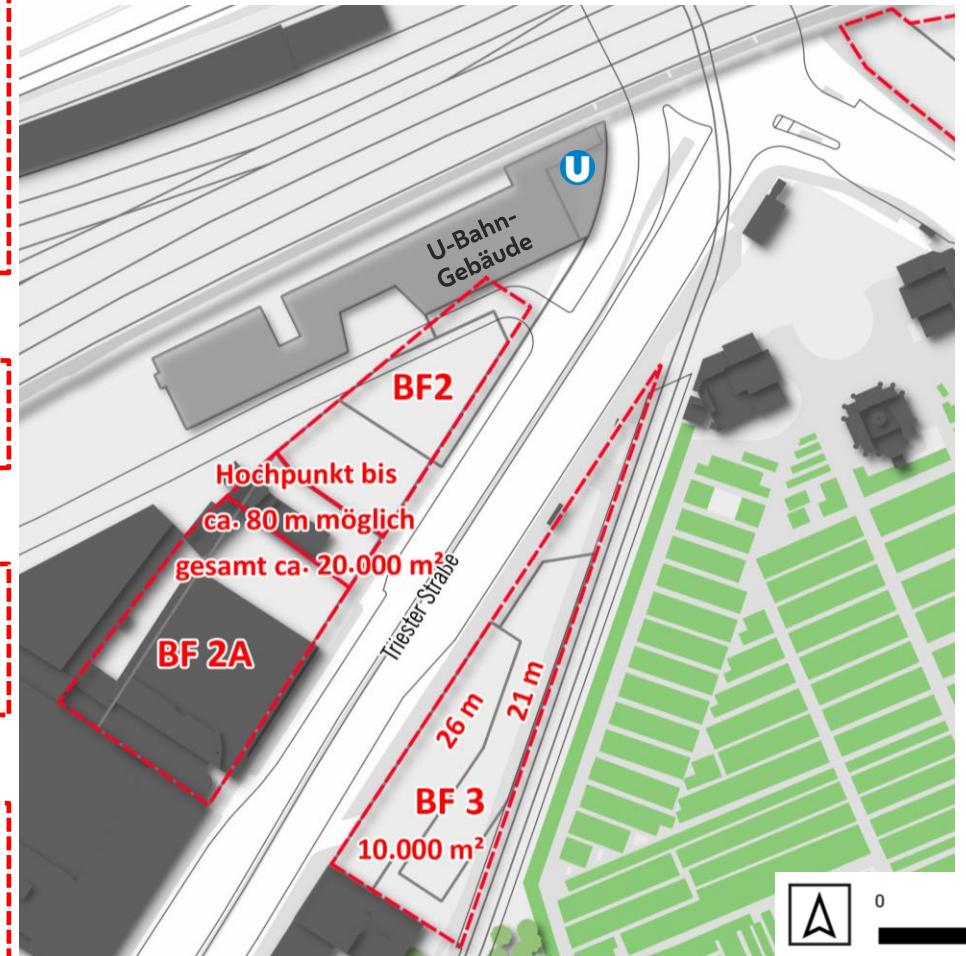 U
U-Bahn-
Gebäude
BF2
Hochpunkt bis
ca. 80 m möglich
gesamt ca. 20.000 m²
Triester Straße
BF 2A
26 m
21 m
BF 3
10.000 m²
0